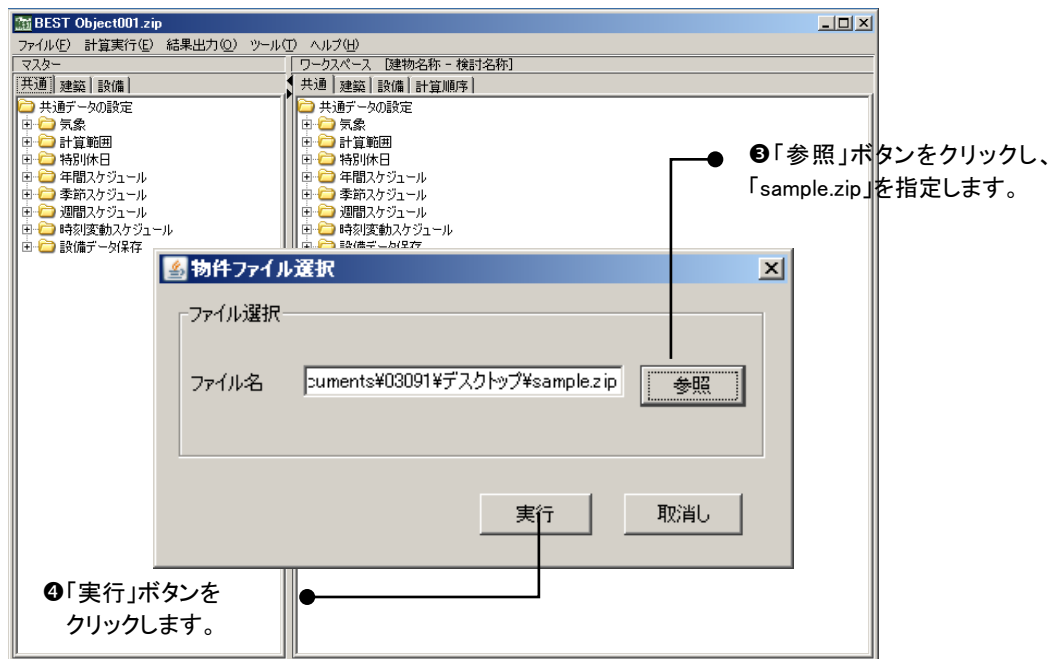 BEST Object001.zip
ファイル(F) 計算実行(E) 結果出力(O) ツール(T) ヘルプ(H)
マスター
ワークスペース [建物名称 - 検討名称]
共通 建築 設備
共通 建築 設備 計算順序
共通データの設定
気象
計算範囲
特別休日
年間スケジュール
季節スケジュール
週間スケジュール
時刻変動スケジュール
設備データ保存
共通データの設定
気象
計算範囲
特別休日
年間スケジュール
季節スケジュール
週間スケジュール
時刻変動スケジュール
設備データ保存
❸「参照」ボタンをクリックし、
「sample.zip」を指定します。
物件ファイル選択
ファイル選択
ファイル名
cuments¥03091¥デスクトップ¥sample.zip
参照
実行
取消し
❹「実行」ボタンを
クリックします。